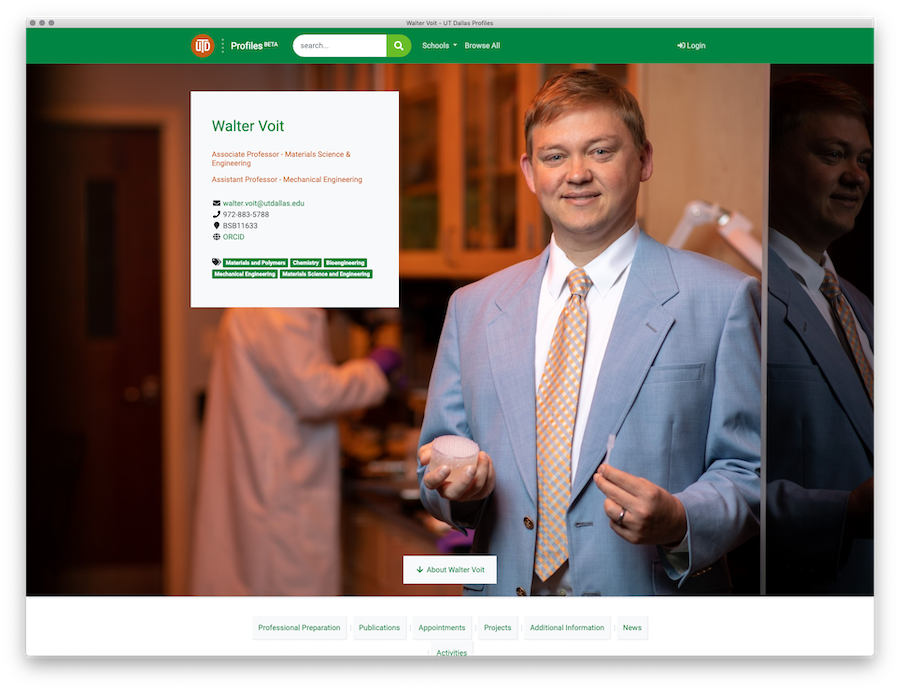 Walter Voit - UT Dallas Profiles
UTD Profiles BETA search... Schools Browse All Login
Walter Voit
Associate Professor - Materials Science &
Engineering
Assistant Professor - Mechanical Engineering
walter.voit@utdallas.edu
972-883-5788
BSB11633
ORCID
Materials and Polymers Chemistry Bioengineering
Mechanical Engineering Materials Science and Engineering
About Walter Voit
Professional Preparation | Publications | Appointments | Projects | Additional Information | News
Activities